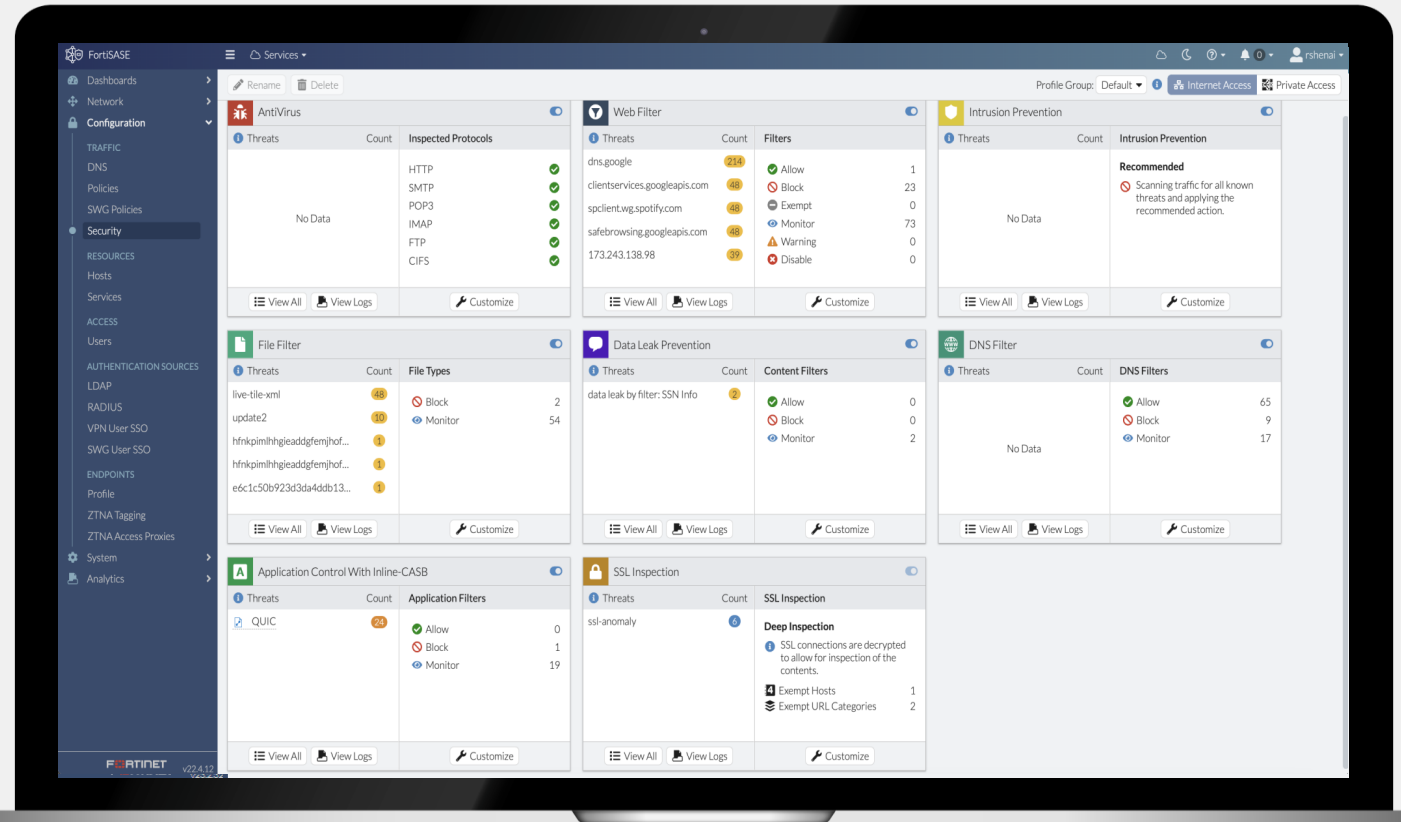 FortiSASE
Services
0
rshenai
Dashboards
Network
Configuration
TRAFFIC
DNS
Policies
SWG Policies
Security
RESOURCES
Hosts
Services
ACCESS
Users
AUTHENTICATION SOURCES
LDAP
RADIUS
VPN User SSO
SWG User SSO
ENDPOINTS
Profile
ZTNA Tagging
ZTNA Access Proxies
System
Analytics
FORTINET
v22.4.12
Rename Delete
Profile Group: Default Internet Access Private Access
AntiVirus
Threats Count Inspected Protocols
No Data
HTTP
SMTP
POP3
IMAP
FTP
CIFS
View All View Logs Customize
Web Filter
Threats Count Filters
dns.google 214
clientservices.googleapis.com 48
spclient.wg.spotify.com 48
safebrowsing.googleapis.com 48
173.243.138.98 39
Allow 1
Block 23
Exempt 0
Monitor 73
Warning 0
Disable 0
View All View Logs Customize
Intrusion Prevention
Threats Count Intrusion Prevention
No Data
Recommended
Scanning traffic for all known
threats and applying the
recommended action.
View All View Logs Customize
File Filter
Threats Count File Types
live-tile-xml 48
update2 10
hfnkpimlhhgieaddgfemjhof... 1
hfnkpimlhhgieaddgfemjhof... 1
e6c1c50b923d3da4ddb13... 1
Block 2
Monitor 54
View All View Logs Customize
Data Leak Prevention
Threats Count Content Filters
data leak by filter: SSN Info 2
Allow 0
Block 0
Monitor 2
View All View Logs Customize
WWW
DNS Filter
Threats Count DNS Filters
No Data
Allow 65
Block 9
Monitor 17
View All View Logs Customize
A Application Control With Inline-CASB
Threats Count Application Filters
QUIC 24
Allow 0
Block 1
Monitor 19
View All View Logs Customize
SSL Inspection
Threats Count SSL Inspection
ssl-anomaly 6
Deep Inspection
SSL connections are decrypted
to allow for inspection of the
contents.
4 Exempt Hosts 1
Exempt URL Categories 2
View All View Logs Customize